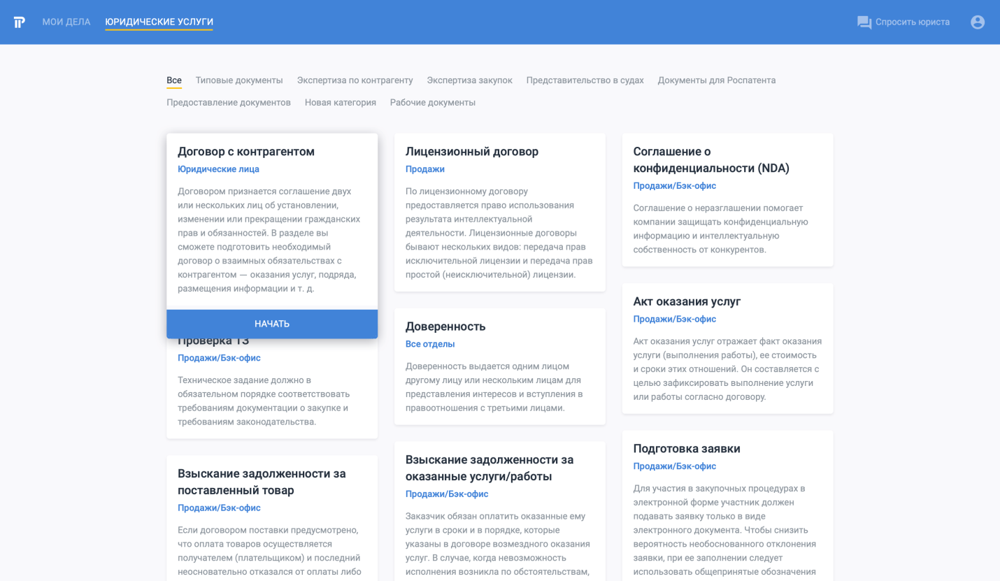 МОИ ДЕЛА
ЮРИДИЧЕСКИЕ УСЛУГИ
Спросить юриста
Все
Типовые документы
Экспертиза по контрагенту
Экспертиза закупок
Представительство в судах
Документы для Роспатента
Предоставление документов
Новая категория
Рабочие документы
Договор с контрагентом
Юридические лица
Договором признается соглашение двух
или нескольких лиц об установлении,
изменении или прекращении гражданских
прав и обязанностей. В разделе вы
сможете подготовить необходимый
договор о взаимных обязательствах с
контрагентом — оказания услуг, подряда,
размещения информации и т. д.
НАЧАТЬ
Проверка ТЗ
Продажи/Бэк-офис
Техническое задание должно в
обязательном порядке соответствовать
требованиям документации о закупке и
требованиям законодательства.
Взыскание задолженности за
поставленный товар
Продажи/Бэк-офис
Если договором поставки предусмотрено,
что оплата товаров осуществляется
получателем (плательщиком) и последний
неосновательно отказался от оплаты либо
Лицензионный договор
Продажи
По лицензионному договору
предоставляется право использования
результата интеллектуальной
деятельности. Лицензионные договоры
бывают нескольких видов: передача прав
исключительной лицензии и передача прав
простой (неисключительной) лицензии.
Доверенность
Все отделы
Доверенность выдается одним лицом
другому лицу или нескольким лицам для
представления интересов и вступления в
правоотношения с третьими лицами.
Взыскание задолженности за
оказанные услуги/работы
Продажи/Бэк-офис
Заказчик обязан оплатить оказанные ему
услуги в сроки и в порядке, которые
указаны в договоре возмездного оказания
услуг. В случае, когда невозможность
исполнения возникла по обстоятельствам,
Соглашение о
конфиденциальности (NDA)
Продажи/Бэк-офис
Соглашение о неразглашении помогает
компании защищать конфиденциальную
информацию и интеллектуальную
собственность от конкурентов.
Акт оказания услуг
Продажи/Бэк-офис
Акт оказания услуг отражает факт оказания
услуги (выполнения работы), ее стоимость
и сроки этих отношений. Он составляется с
целью зафиксировать выполнение услуги
или работы согласно договору.
Подготовка заявки
Продажи/Бэк-офис
Для участия в закупочных процедурах в
электронной форме участник должен
подавать заявку только в виде
электронного документа. Чтобы снизить
вероятность необоснованного отклонения
заявки, при ее заполнении следует
использовать общепринятые обозначения